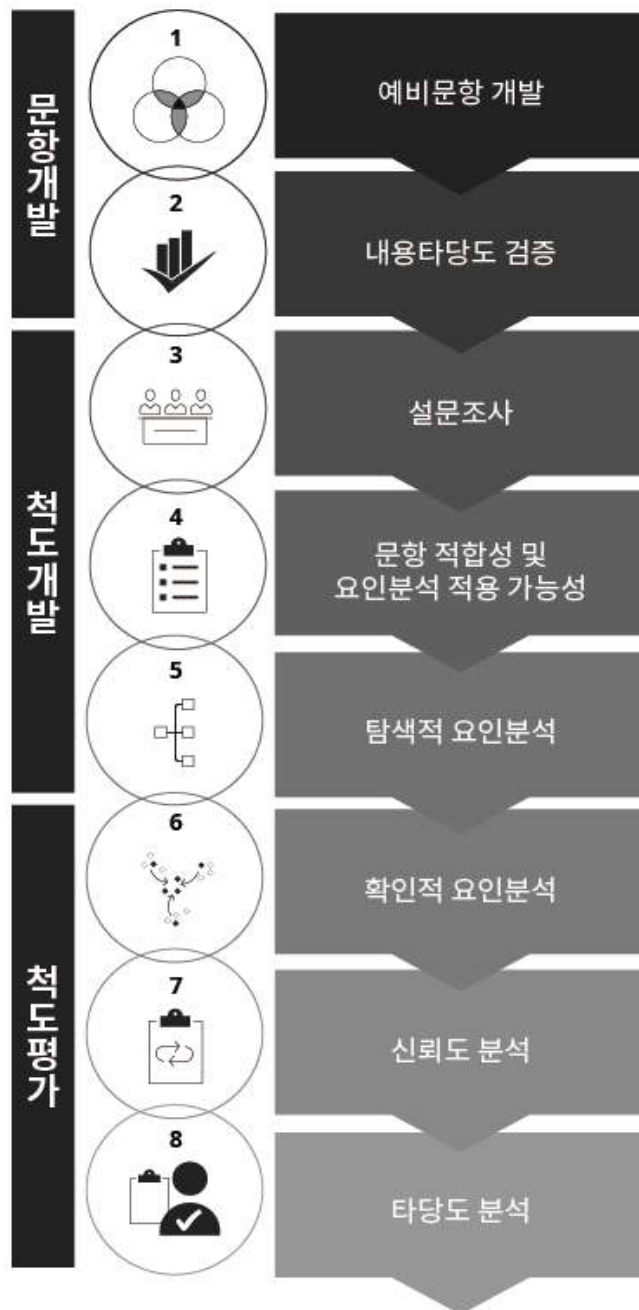 문항개발
1
예비문항 개발
2
내용타당도 검증
척도개발
3
설문조사
4
문항 적합성 및
요인분석 적용 가능성
5
탐색적 요인분석
척도평가
6
확인적 요인분석
7
신뢰도 분석
8
타당도 분석